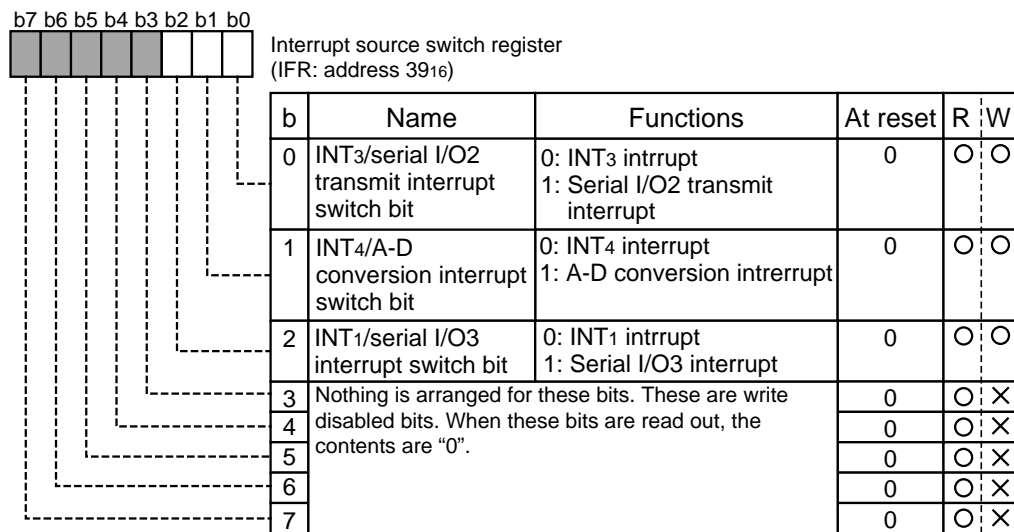 b7 b6 b5 b4 b3 b2 b1 b0
Interrupt source switch register
(IFR: address 3916)
b Name Functions At reset R W
0 INT3/serial I/O2 transmit interrupt switch bit
0: INT3 intrrupt
1: Serial I/O2 transmit
interrupt
0 O O
1 INT4/A-D conversion interrupt switch bit
0: INT4 interrupt
1: A-D conversion intrerrupt
0 O O
2 INT1/serial I/O3 interrupt switch bit
0: INT1 intrrupt
1: Serial I/O3 interrupt
0 O O
3 Nothing is arranged for these bits. These are write
disabled bits. When these bits are read out, the
contents are “0”.
0 O ×
4 0 O ×
5 0 O ×
6 0 O ×
7 0 O ×